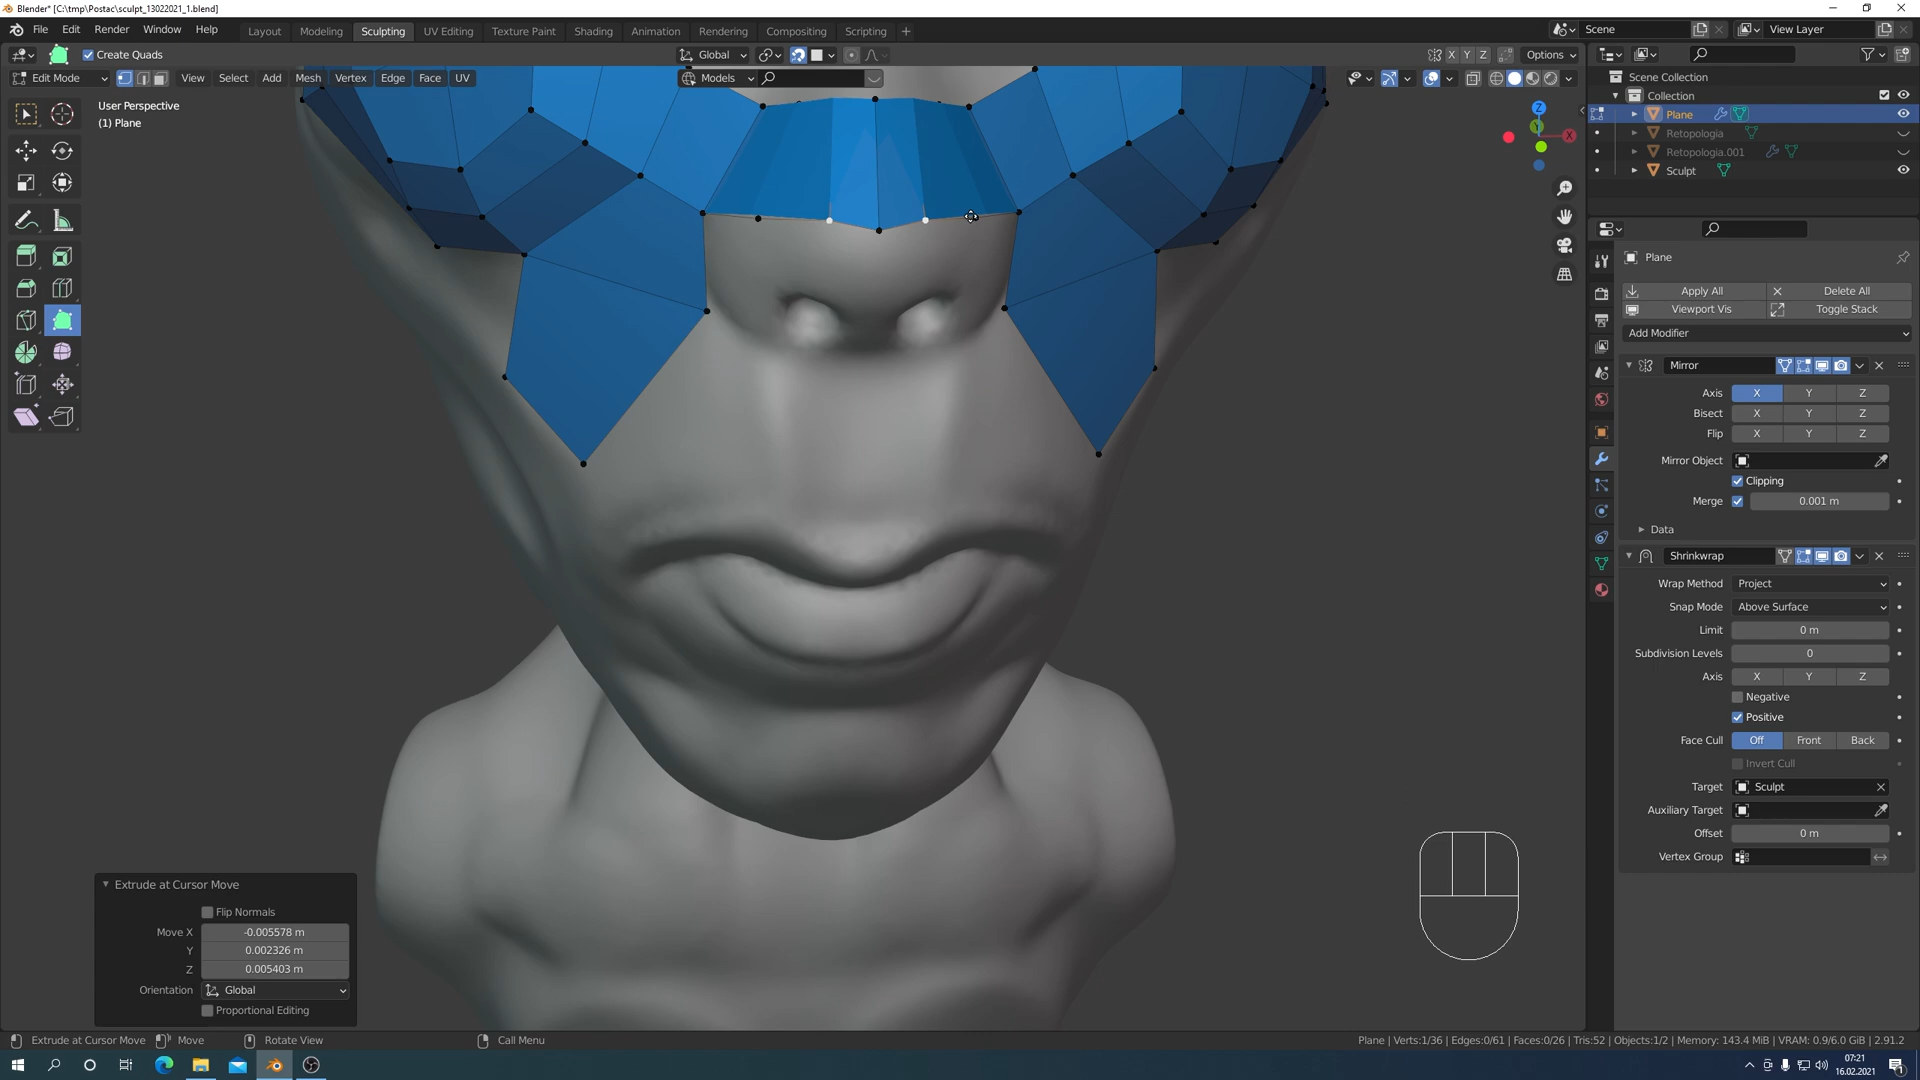 Blender* [C:\tmp\Postac\sculpt_13022021_1.blend]
File Edit Render Window Help Layout Modeling Sculpting UV Editing Texture Paint Shading Animation Rendering Compositing Scripting + Scene View Layer
Create Quads Global X Y Z Options
Edit Mode View Select Add Mesh Vertex Edge Face UV Models
User Perspective
(1) Plane
Z
X
Y
Scene Collection
Collection
Plane
Retopologia
Retopologia.001
Sculpt
Plane
Apply All Delete All
Viewport Vis Toggle Stack
Add Modifier
Mirror
Axis X Y Z
Bisect X Y Z
Flip X Y Z
Mirror Object
Clipping
Merge 0.001 m
Data
Shrinkwrap
Wrap Method Project
Snap Mode Above Surface
Limit 0 m
Subdivision Levels 0
Axis X Y Z
Negative
Positive
Face Cull Off Front Back
Invert Cull
Target Sculpt
Auxiliary Target
Offset 0 m
Vertex Group
Extrude at Cursor Move
Flip Normals
Move X -0.005578 m
Y 0.002326 m
Z 0.005403 m
Orientation Global
Proportional Editing
Extrude at Cursor Move Move Rotate View Call Menu Plane | Verts:1/36 | Edges:0/61 | Faces:0/26 | Tris:52 | Objects:1/2 | Memory: 143.4 MiB | VRAM: 0.9/6.0 GiB | 2.91.2
07:21
16.02.2021
1